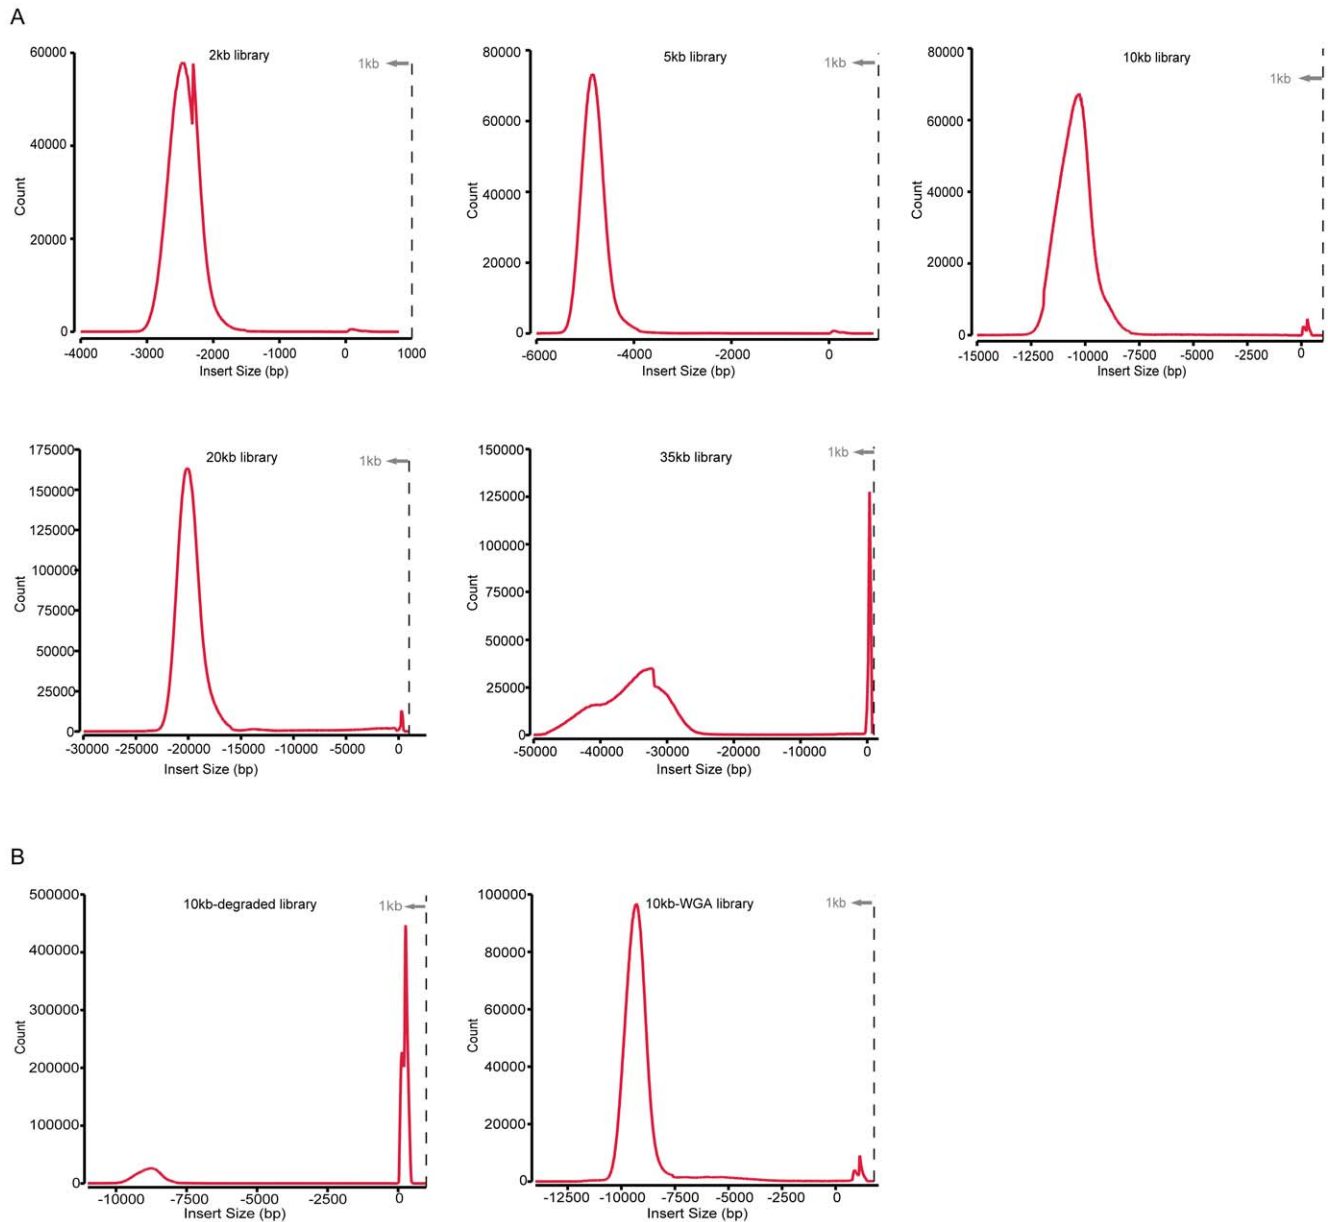 A
2kb library
1kb
60000
40000
20000
0
Count
-4000 -3000 -2000 -1000 0 1000
Insert Size (bp)
5kb library
1kb
80000
60000
40000
20000
0
Count
-6000 -4000 -2000 0
Insert Size (bp)
10kb library
1kb
80000
60000
40000
20000
0
Count
-15000 -12500 -10000 -7500 -5000 -2500 0
Insert Size (bp)
20kb library
1kb
175000
150000
125000
100000
75000
50000
25000
0
Count
-30000 -25000 -20000 -15000 -10000 -5000 0
Insert Size (bp)
35kb library
1kb
150000
125000
100000
75000
50000
25000
0
Count
-50000 -40000 -30000 -20000 -10000 0
Insert Size (bp)
B
10kb-degraded library
1kb
500000
400000
300000
200000
100000
0
Count
-10000 -7500 -5000 -2500 0
Insert Size (bp)
10kb-WGA library
1kb
100000
80000
60000
40000
20000
0
Count
-12500 -10000 -7500 -5000 -2500 0
Insert Size (bp)